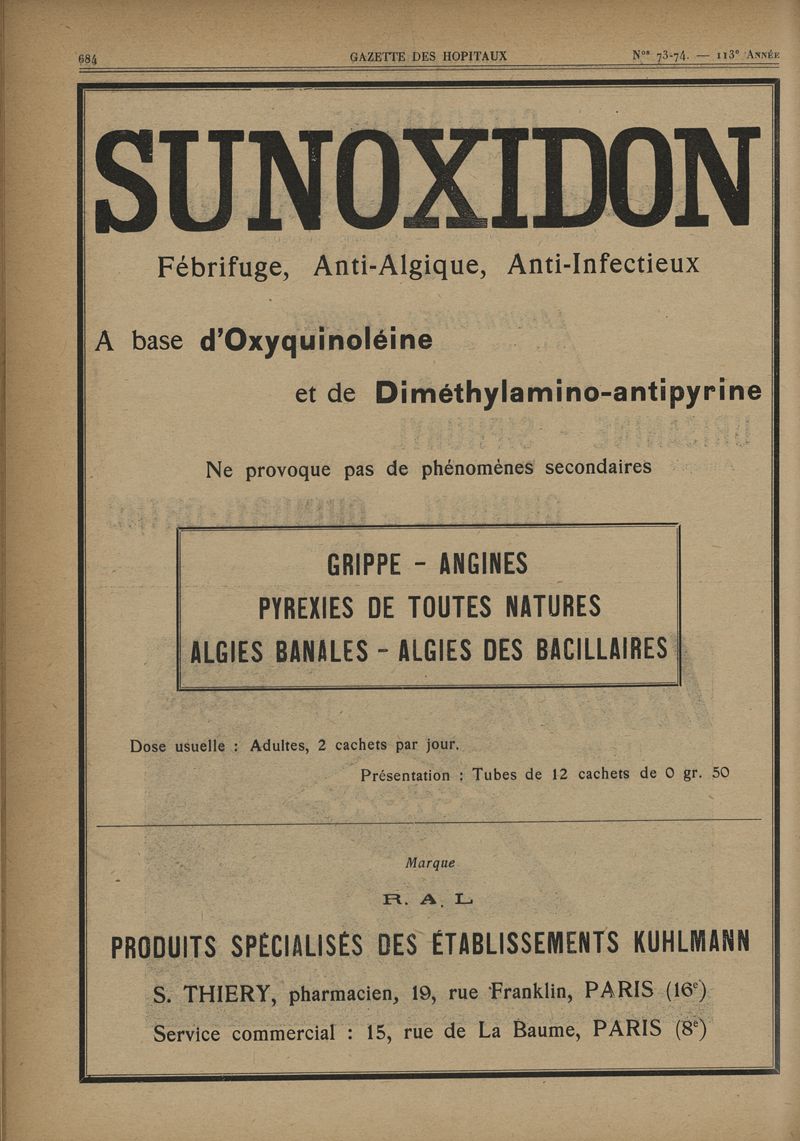 684
GAZETTE DES HOPITAUX
Nos 73-74. — 113e Année
SUNOXIDON
Fébrifuge, Anti-Algique, Anti-Infectieux
A base d'Oxyquinoléine
et de Diméthylamino-antipyrine
Ne provoque pas de phénomènes secondaires
GRIPPE - ANGINES
PYREXIES DE TOUTES NATURES
ALGIES BANALES - ALGIES DES BACILLAIRES
Dose usuelle : Adultes, 2 cachets par jour.
Présentation : Tubes de 12 cachets de 0 gr. 50
Marque
R. A. L
PRODUITS SPÉCIALISÉS DES ÉTABLISSEMENTS KUHLMANN
S. THIERY, pharmacien, 19, rue Franklin, PARIS (16e)
Service commercial : 15, rue de La Baume, PARIS (8e)